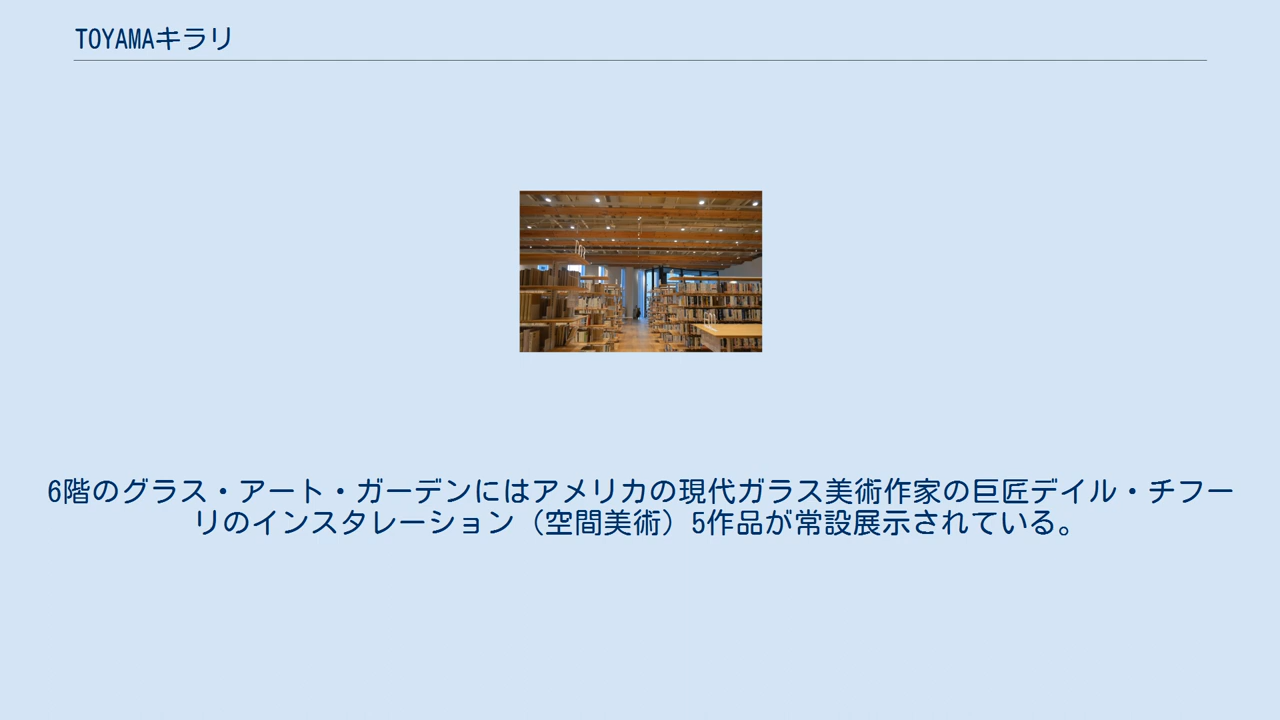 TOYAMAキラリ
6階のグラス・アート・ガーデンにはアメリカの現代ガラス美術作家の巨匠デイル・チフー
リのインスタレーション（空間美術）5作品が常設展示されている。